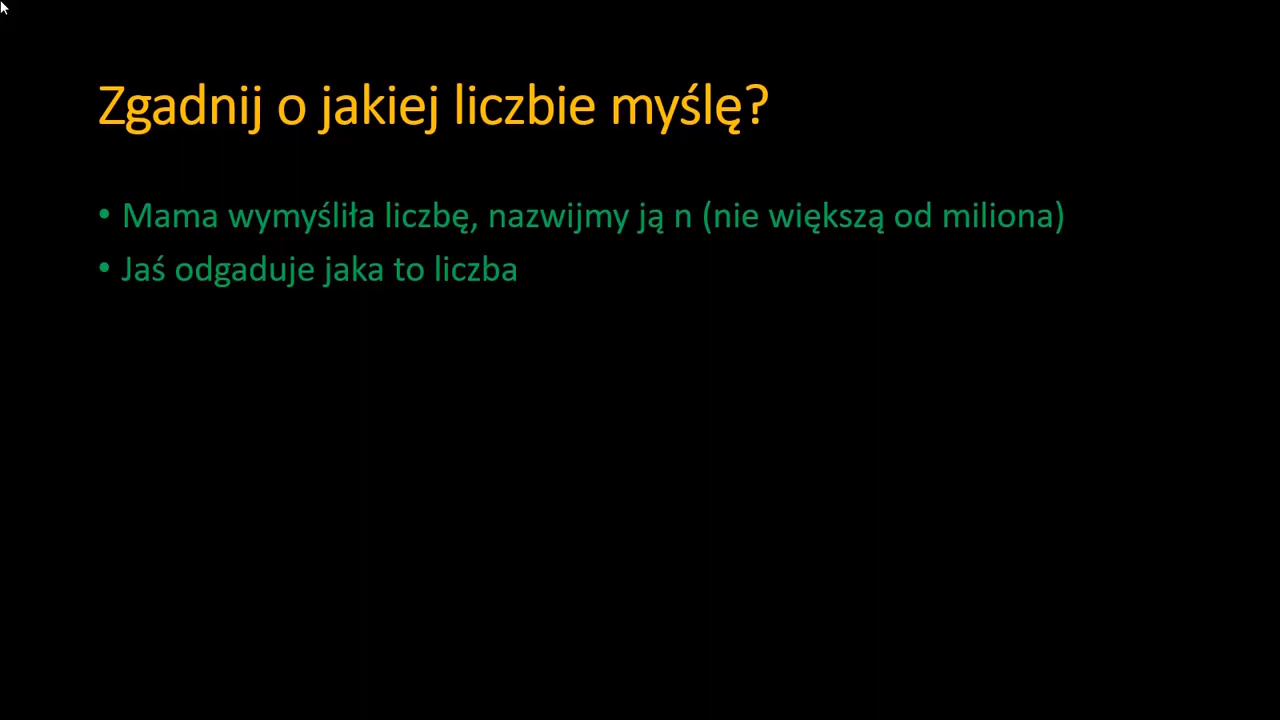 Zgadnij o jakiej liczbie myślę?
• Mama wymyśliła liczbę, nazwijmy ją n (nie większą od miliona)
• Jaś odgaduje jaka to liczba